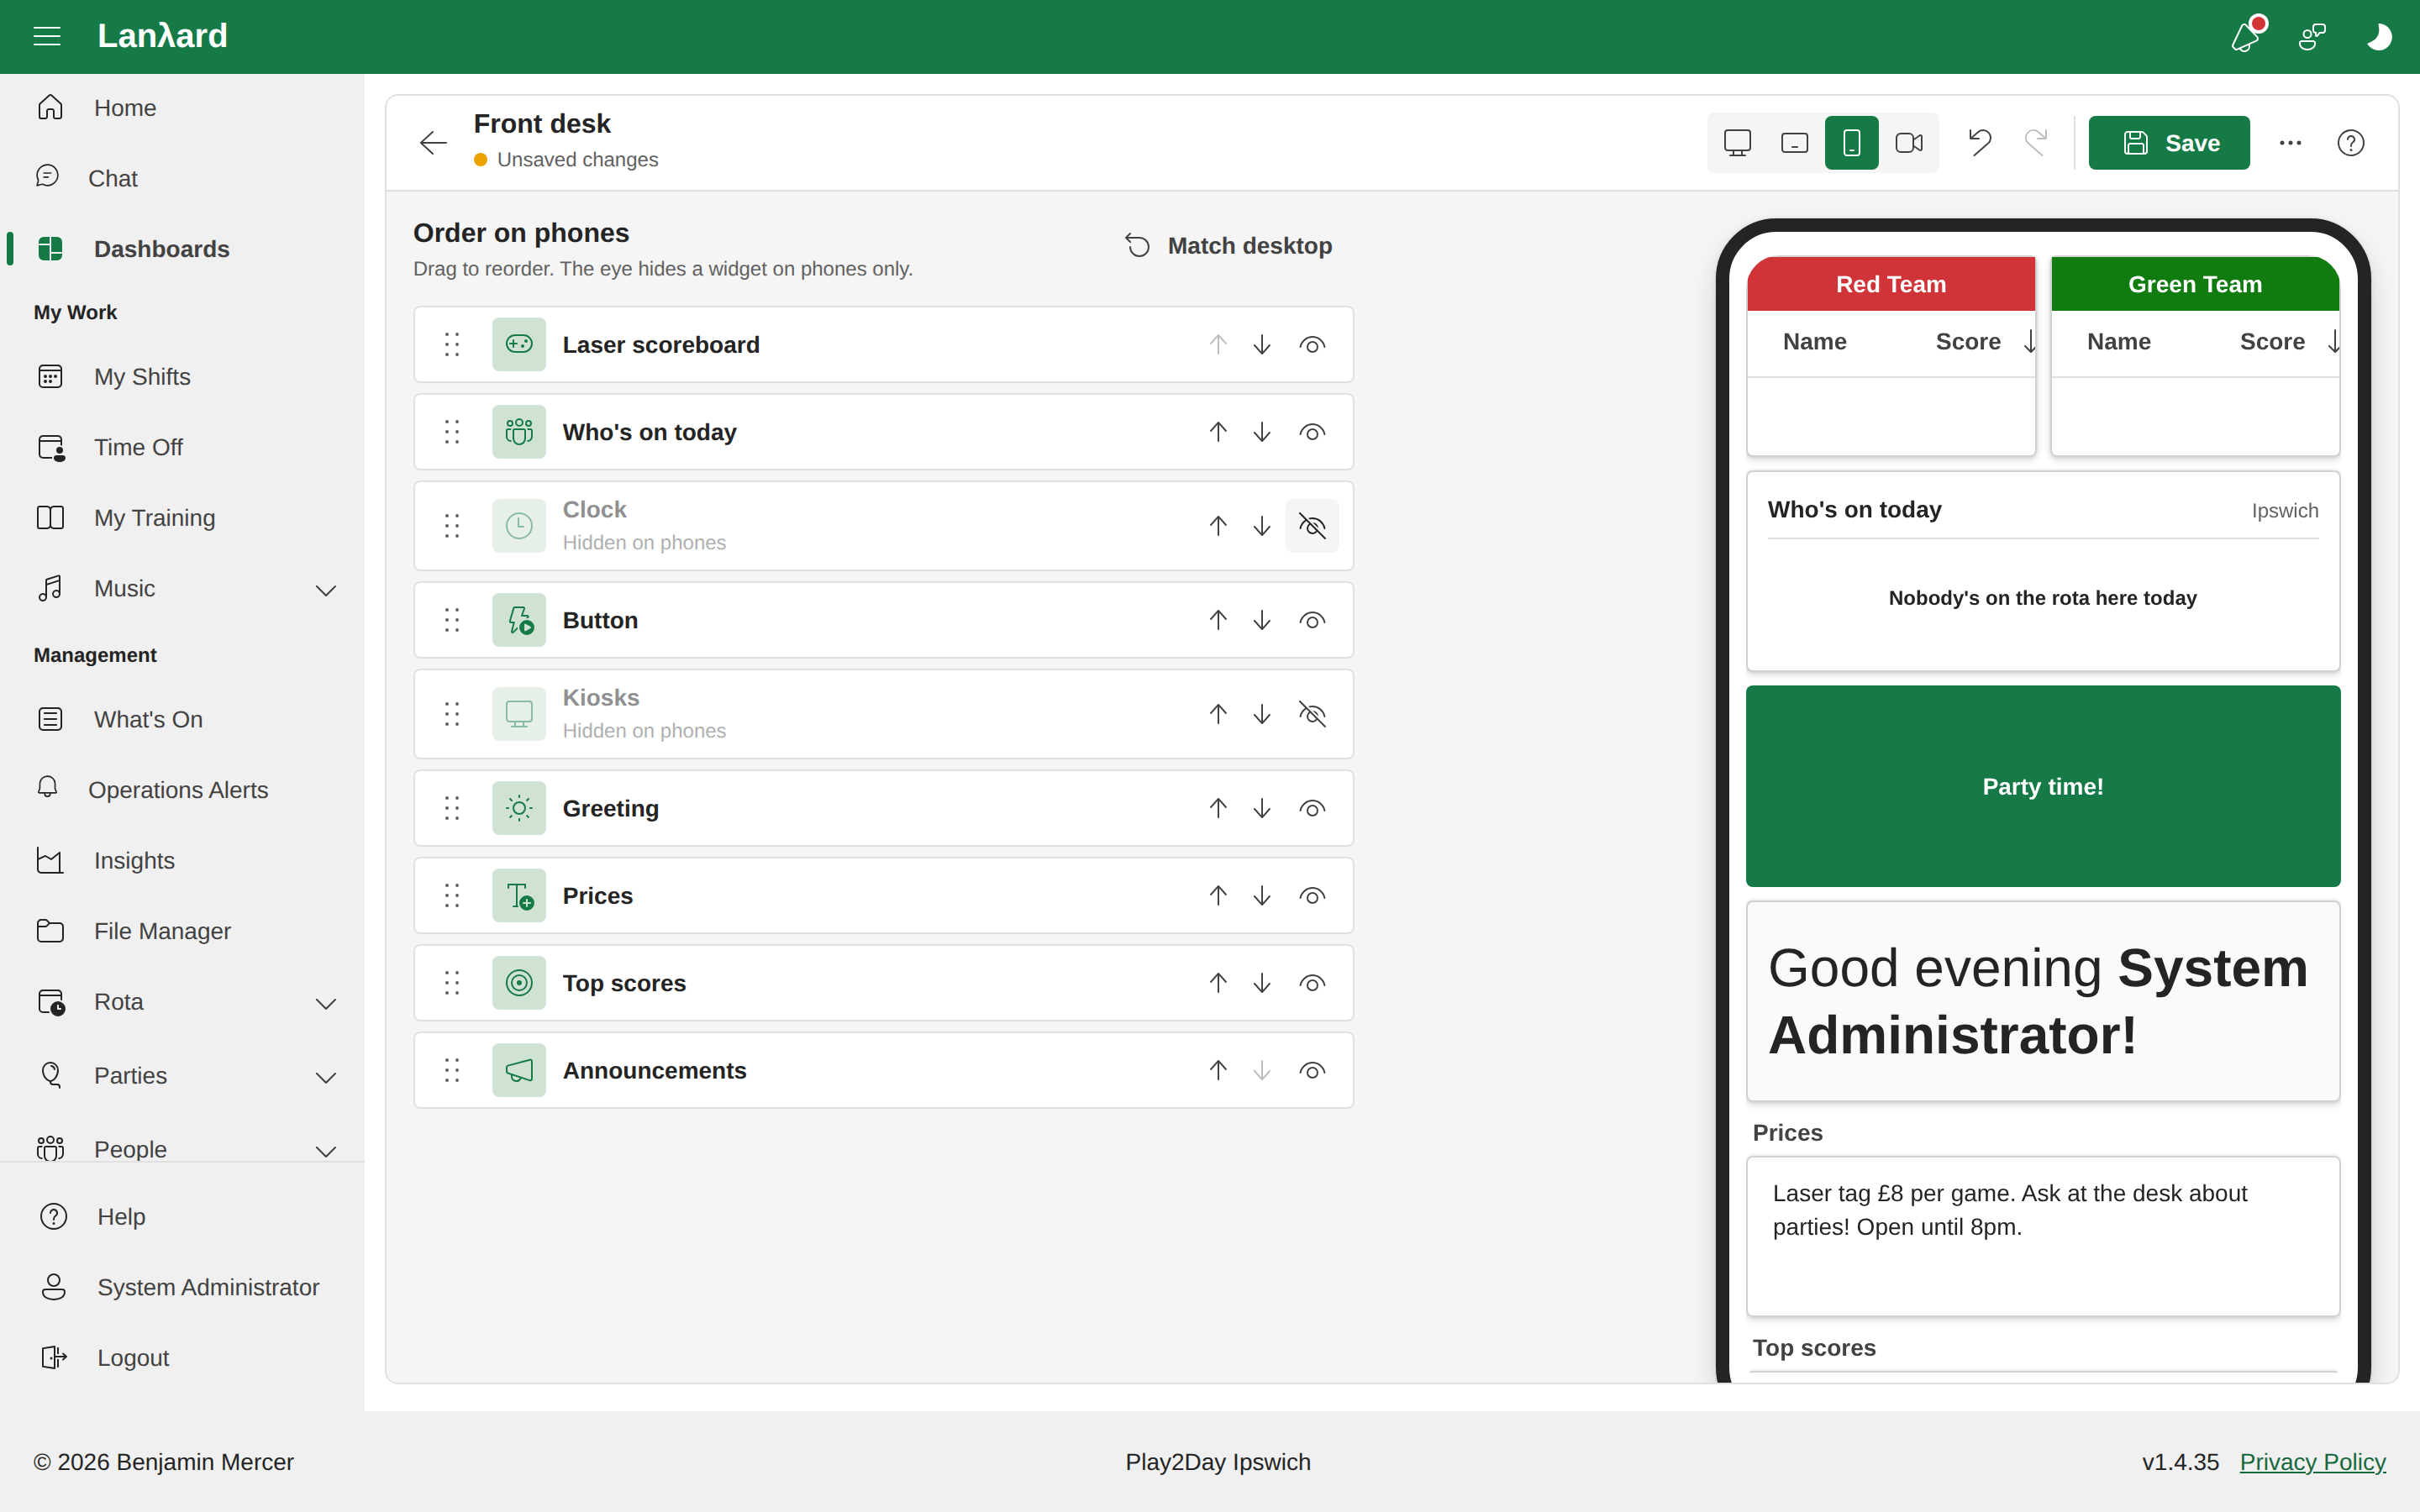 Lanλard
Home
Chat
Dashboards
My Work
My Shifts
Time Off
My Training
Music
Management
What's On
Operations Alerts
Insights
File Manager
Rota
Parties
People
Help
System Administrator
Logout
Front desk
Unsaved changes
Save
Order on phones
Drag to reorder. The eye hides a widget on phones only.
Match desktop
Laser scoreboard
Who's on today
Clock
Hidden on phones
Button
Kiosks
Hidden on phones
Greeting
Prices
Top scores
Announcements
Red Team
Green Team
Name Score
Name Score
Who's on today
Ipswich
Nobody's on the rota here today
Party time!
Good evening System
Administrator!
Prices
Laser tag £8 per game. Ask at the desk about
parties! Open until 8pm.
Top scores
© 2026 Benjamin Mercer
Play2Day Ipswich
v1.4.35
Privacy Policy